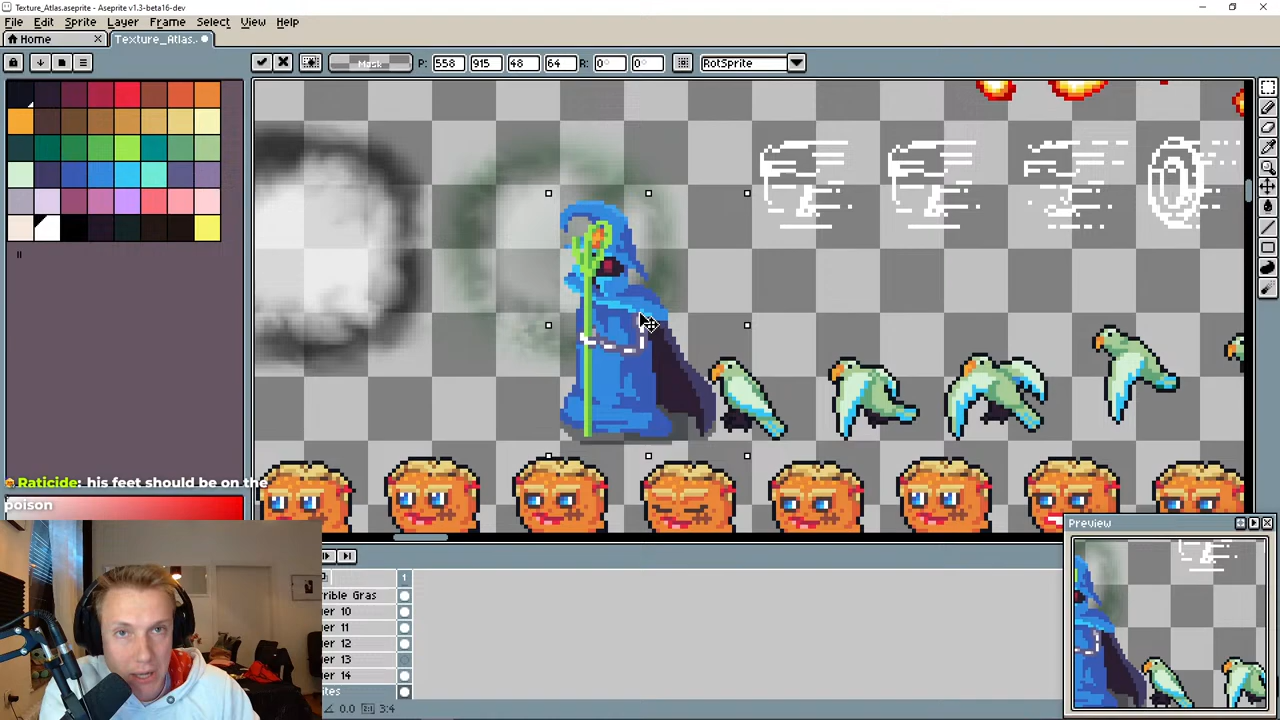 Texture_Atlas.aseprite - Aseprite v1.3-beta16-dev
File Edit Sprite Layer Frame Select View Help
Home Texture_Atlas.
Mask P: 558 915 48 64 R: 0° 0° RotSprite
Raticide: his feet should be on the
poison
Preview
1
rrible Gras
er 10
er 11
er 12
er 13
er 14
ites
0.0 3:4